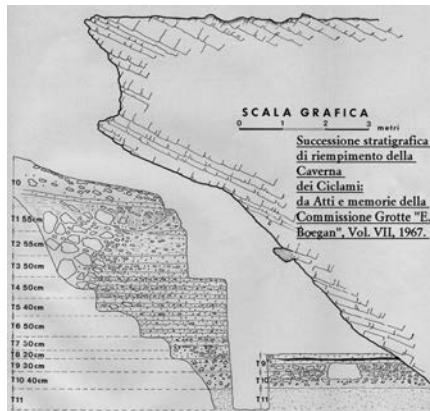 SCALA GRAFICA
0 1 2 3
metri
Successione stratigrafica
di riempimento della
Caverna
dei Ciclami:
da Atti e memorie della
Commissione Grotte "E.
Boegan", Vol. VII, 1967.
TO
T1 55cm
T2 55cm
T3 50cm
T4 50cm
T5 40cm
T6 50cm
T7 30cm
T8 20cm
T9 30cm
T10 40cm
T11
T9
T10
T11